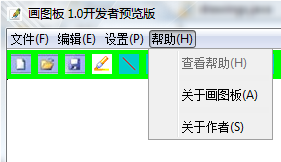 画图板 1.0开发者预览版
文件(F) 编辑(E) 设置(P) 帮助(H)
查看帮助(H)
关于画图板(A)
关于作者(S)